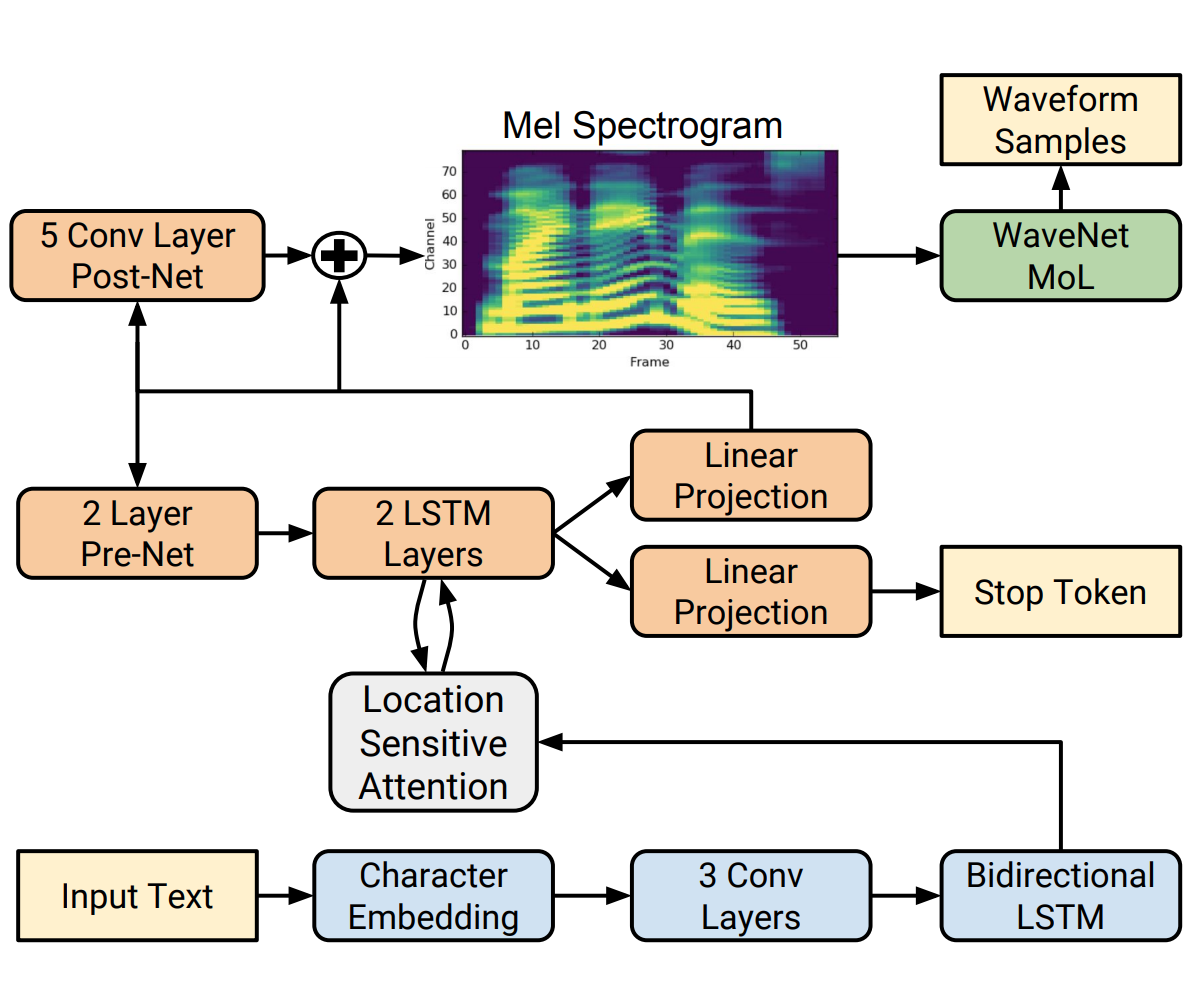 Waveform
Samples
Mel Spectrogram
70
60
50
40
30
20
10
0
Channel
0
10
20
30
40
50
Frame
5 Conv Layer
Post-Net
WaveNet
MoL
Linear
Projection
2 Layer
Pre-Net
2 LSTM
Layers
Linear
Projection
Stop Token
Location
Sensitive
Attention
Input Text
Character
Embedding
3 Conv
Layers
Bidirectional
LSTM